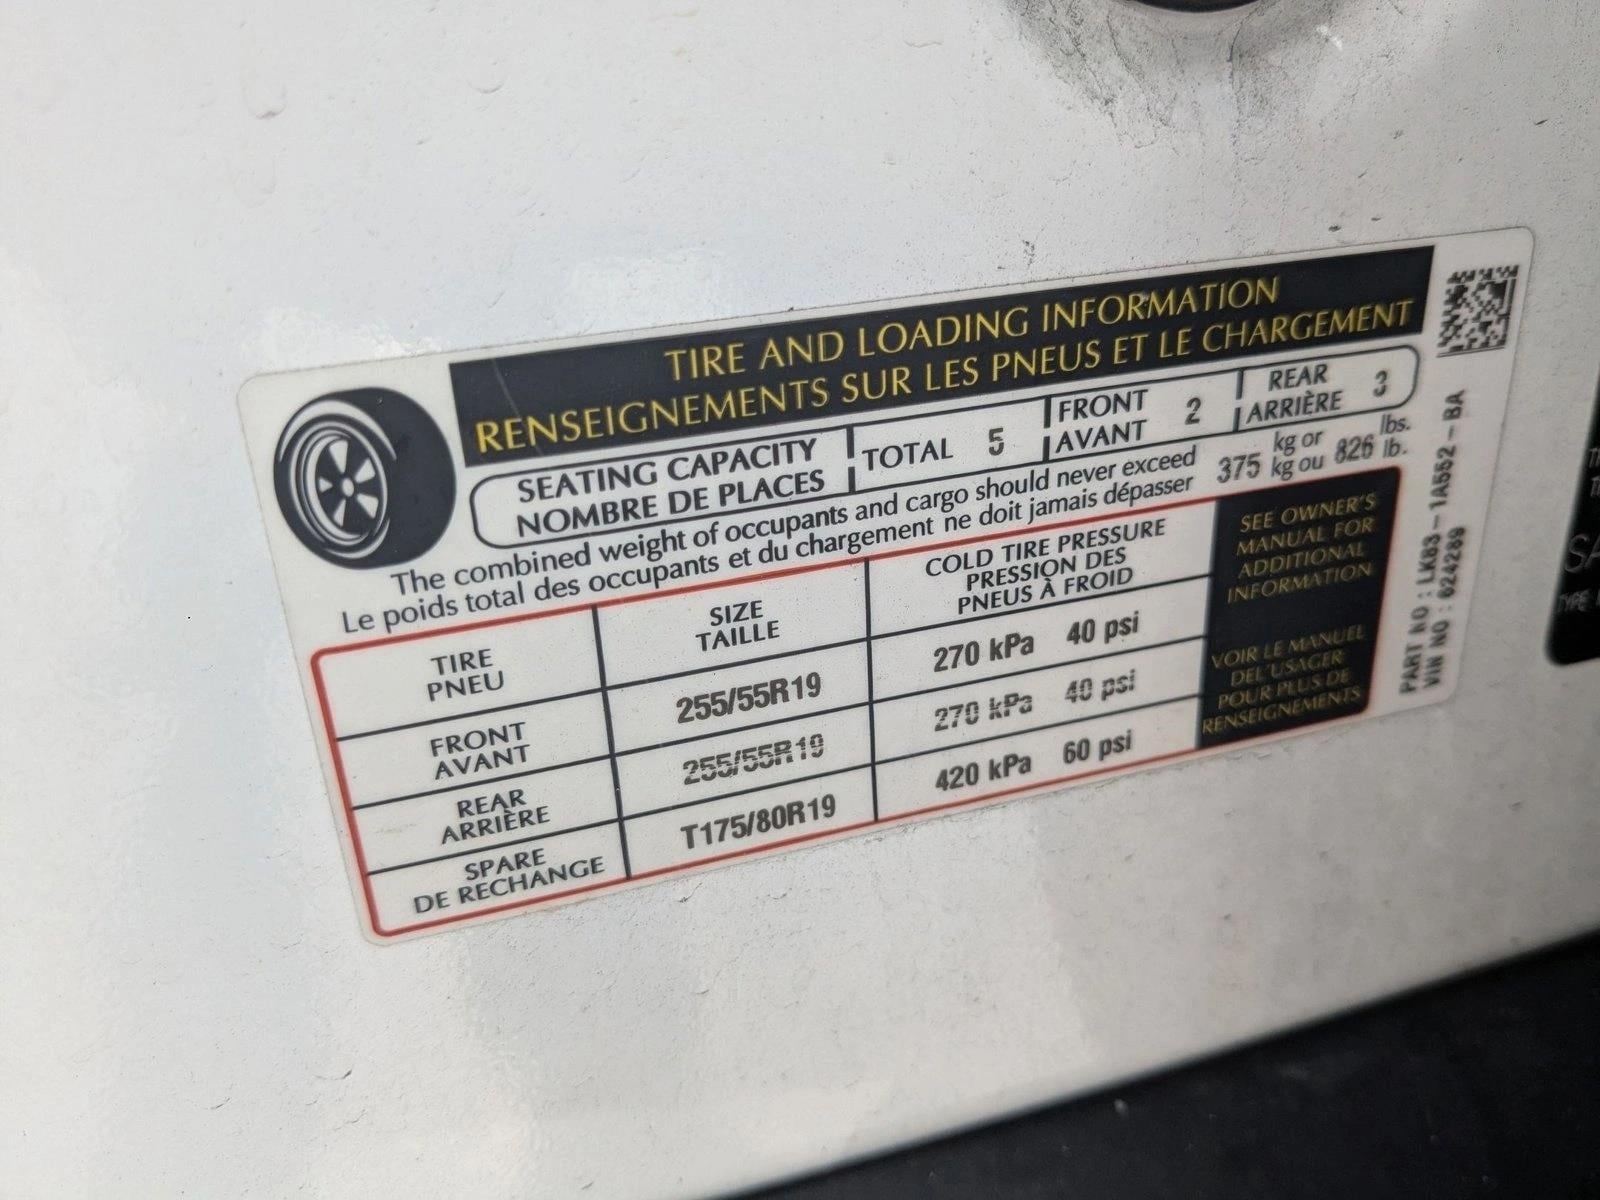 TIRE AND LOADING INFORMATION
RENSEIGNEMENTS SUR LES PNEUS ET LE CHARGEMENT
SEATING CAPACITY
NOMBRE DE PLACES
TOTAL 5
FRONT
AVANT 2
REAR
ARRIÈRE 3
The combined weight of occupants and cargo should never exceed 375 kg or 826 lbs.
Le poids total des occupants et du chargement ne doit jamais dépasser kg ou lb.
TIRE
PNEU
SIZE
TAILLE
COLD TIRE PRESSURE
PRESSION DES
PNEUS À FROID
FRONT
AVANT
255/55R19
270 kPa 40 psi
REAR
ARRIÈRE
255/55R19
270 kPa 40 psi
SPARE
DE RECHANGE
T175/80R19
420 kPa 60 psi
SEE OWNER'S
MANUAL FOR
ADDITIONAL
INFORMATION
VOIR LE MANUEL
DEL'USAGER
POUR PLUS DE
RENSEIGNEMENTS
PART NO : LK83-1A552-BA
VIN NO : 624289